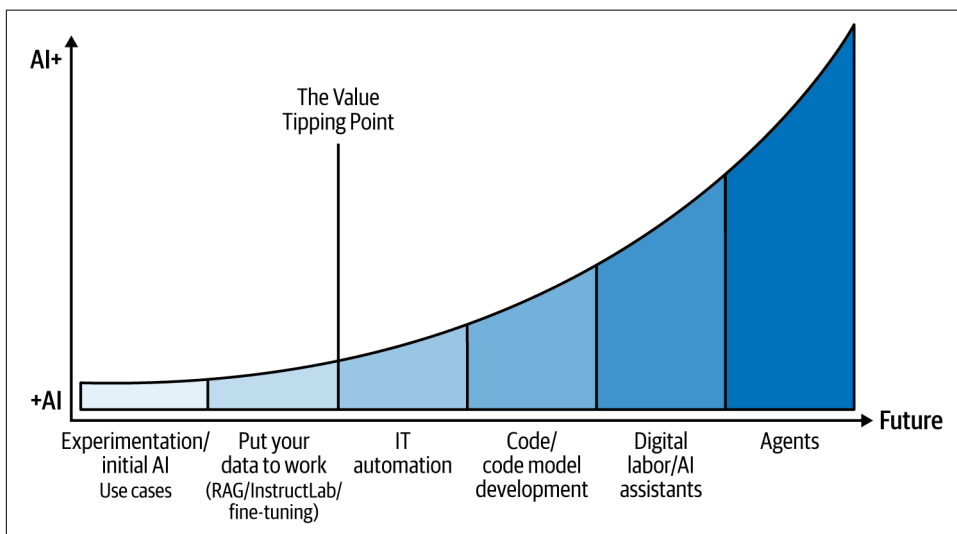 AI+
The Value
Tipping Point
+AI
Future
Experimentation/
initial AI
Use cases
Put your
data to work
(RAG/InstructLab/
fine-tuning)
IT
automation
Code/
code model
development
Digital
labor/AI
assistants
Agents